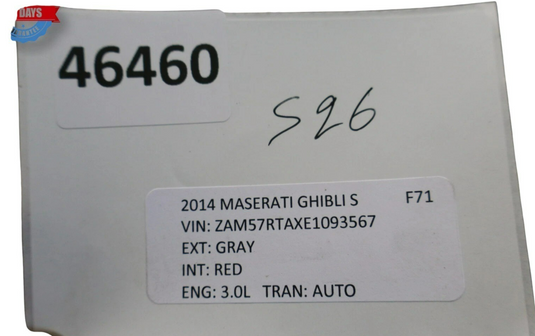 DAYS
46460
S26
2014 MASERATI GHIBLI S F71
VIN: ZAM57RTAXE1093567
EXT: GRAY
INT: RED
ENG: 3.0L TRAN: AUTO